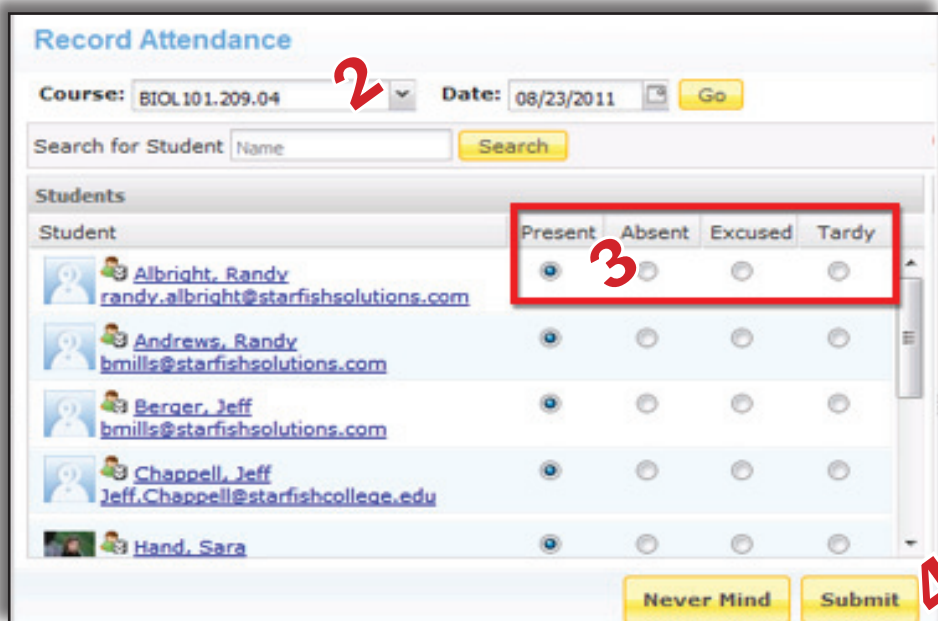 Record Attendance
Course: BIOL101.209.04 2 Date: 08/23/2011 Go
Search for Student Name Search
Students
Student Present Absent Excused Tardy
3
Albright, Randy
randy.albright@starfishsolutions.com
Andrews, Randy
bmills@starfishsolutions.com
Berger, Jeff
bmills@starfishsolutions.com
Chappell, Jeff
Jeff.Chappell@starfishcollege.edu
Hand, Sara
Never Mind Submit 4